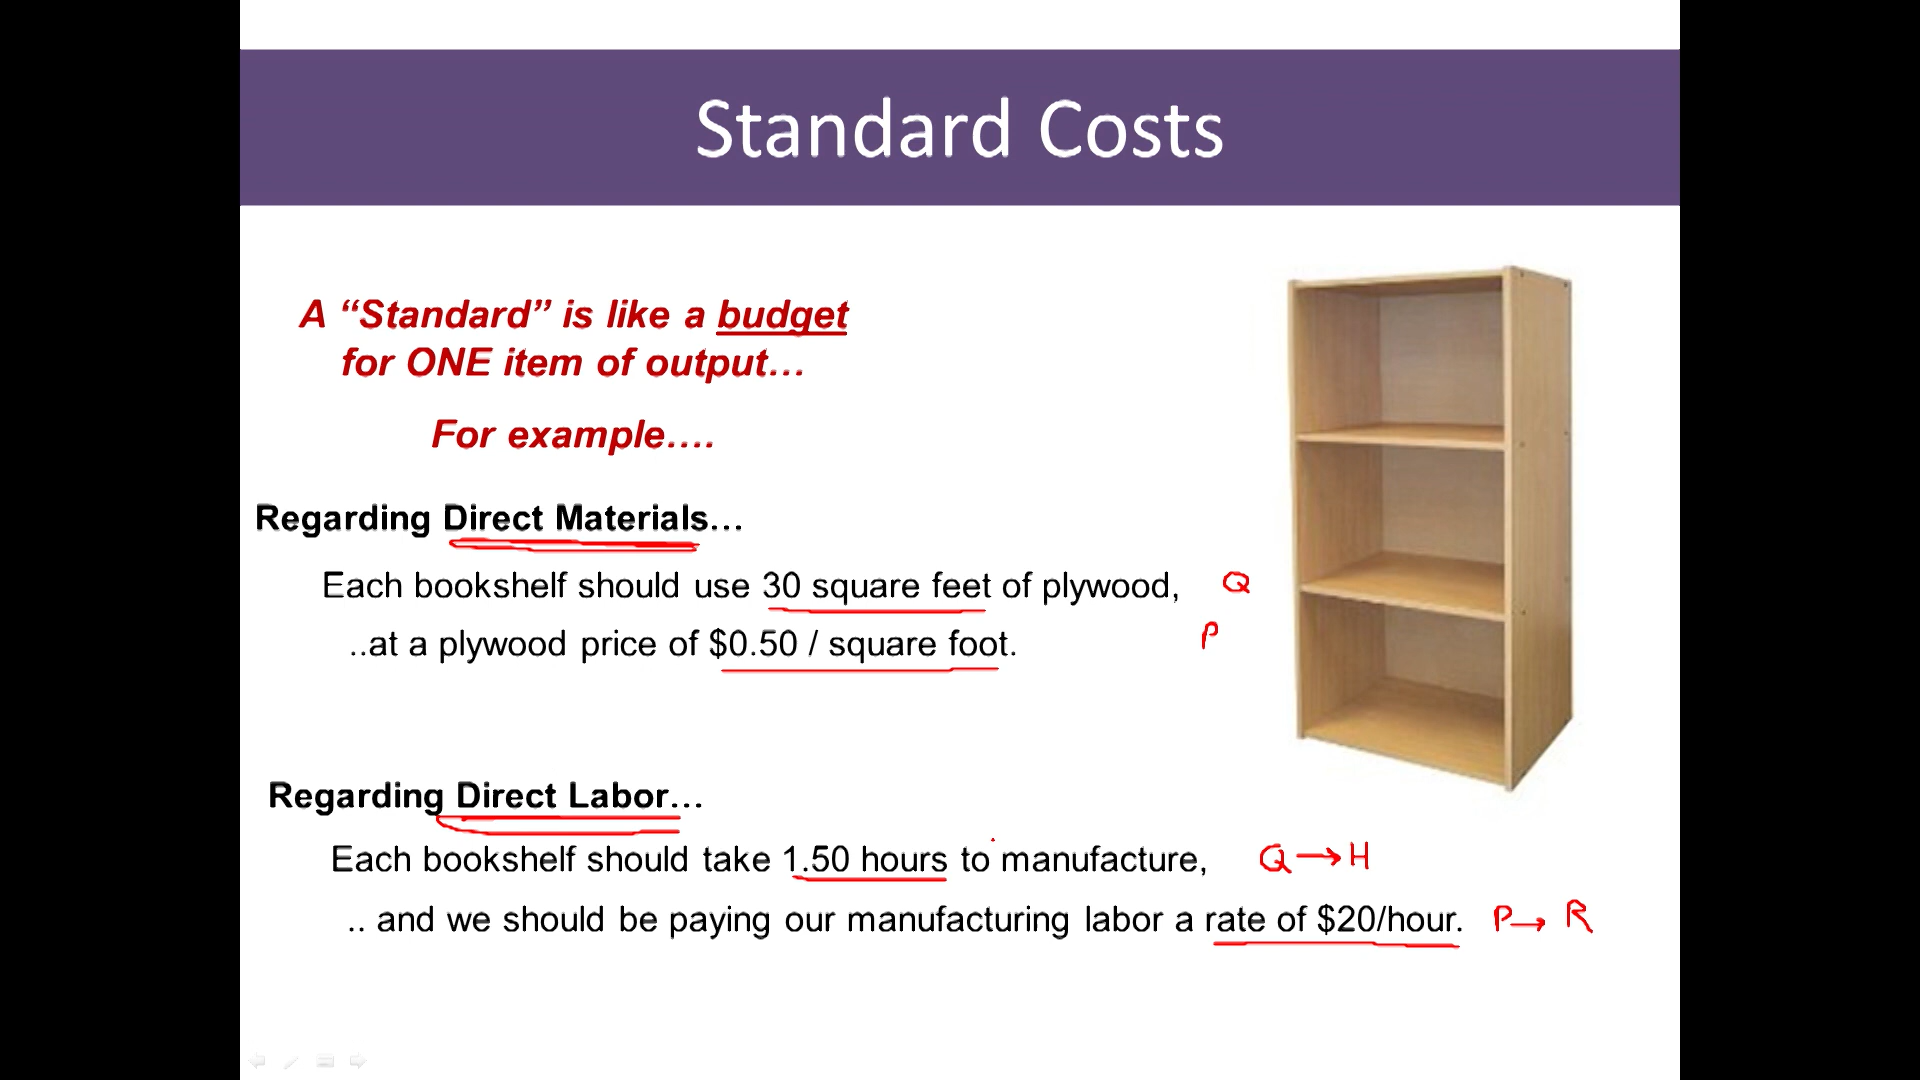 Standard Costs
A “Standard” is like a budget
for ONE item of output…
For example….
Regarding Direct Materials…
Each bookshelf should use 30 square feet of plywood, Q
..at a plywood price of $0.50 / square foot. P
Regarding Direct Labor…
Each bookshelf should take 1.50 hours to manufacture, Q→H
.. and we should be paying our manufacturing labor a rate of $20/hour. P→ R